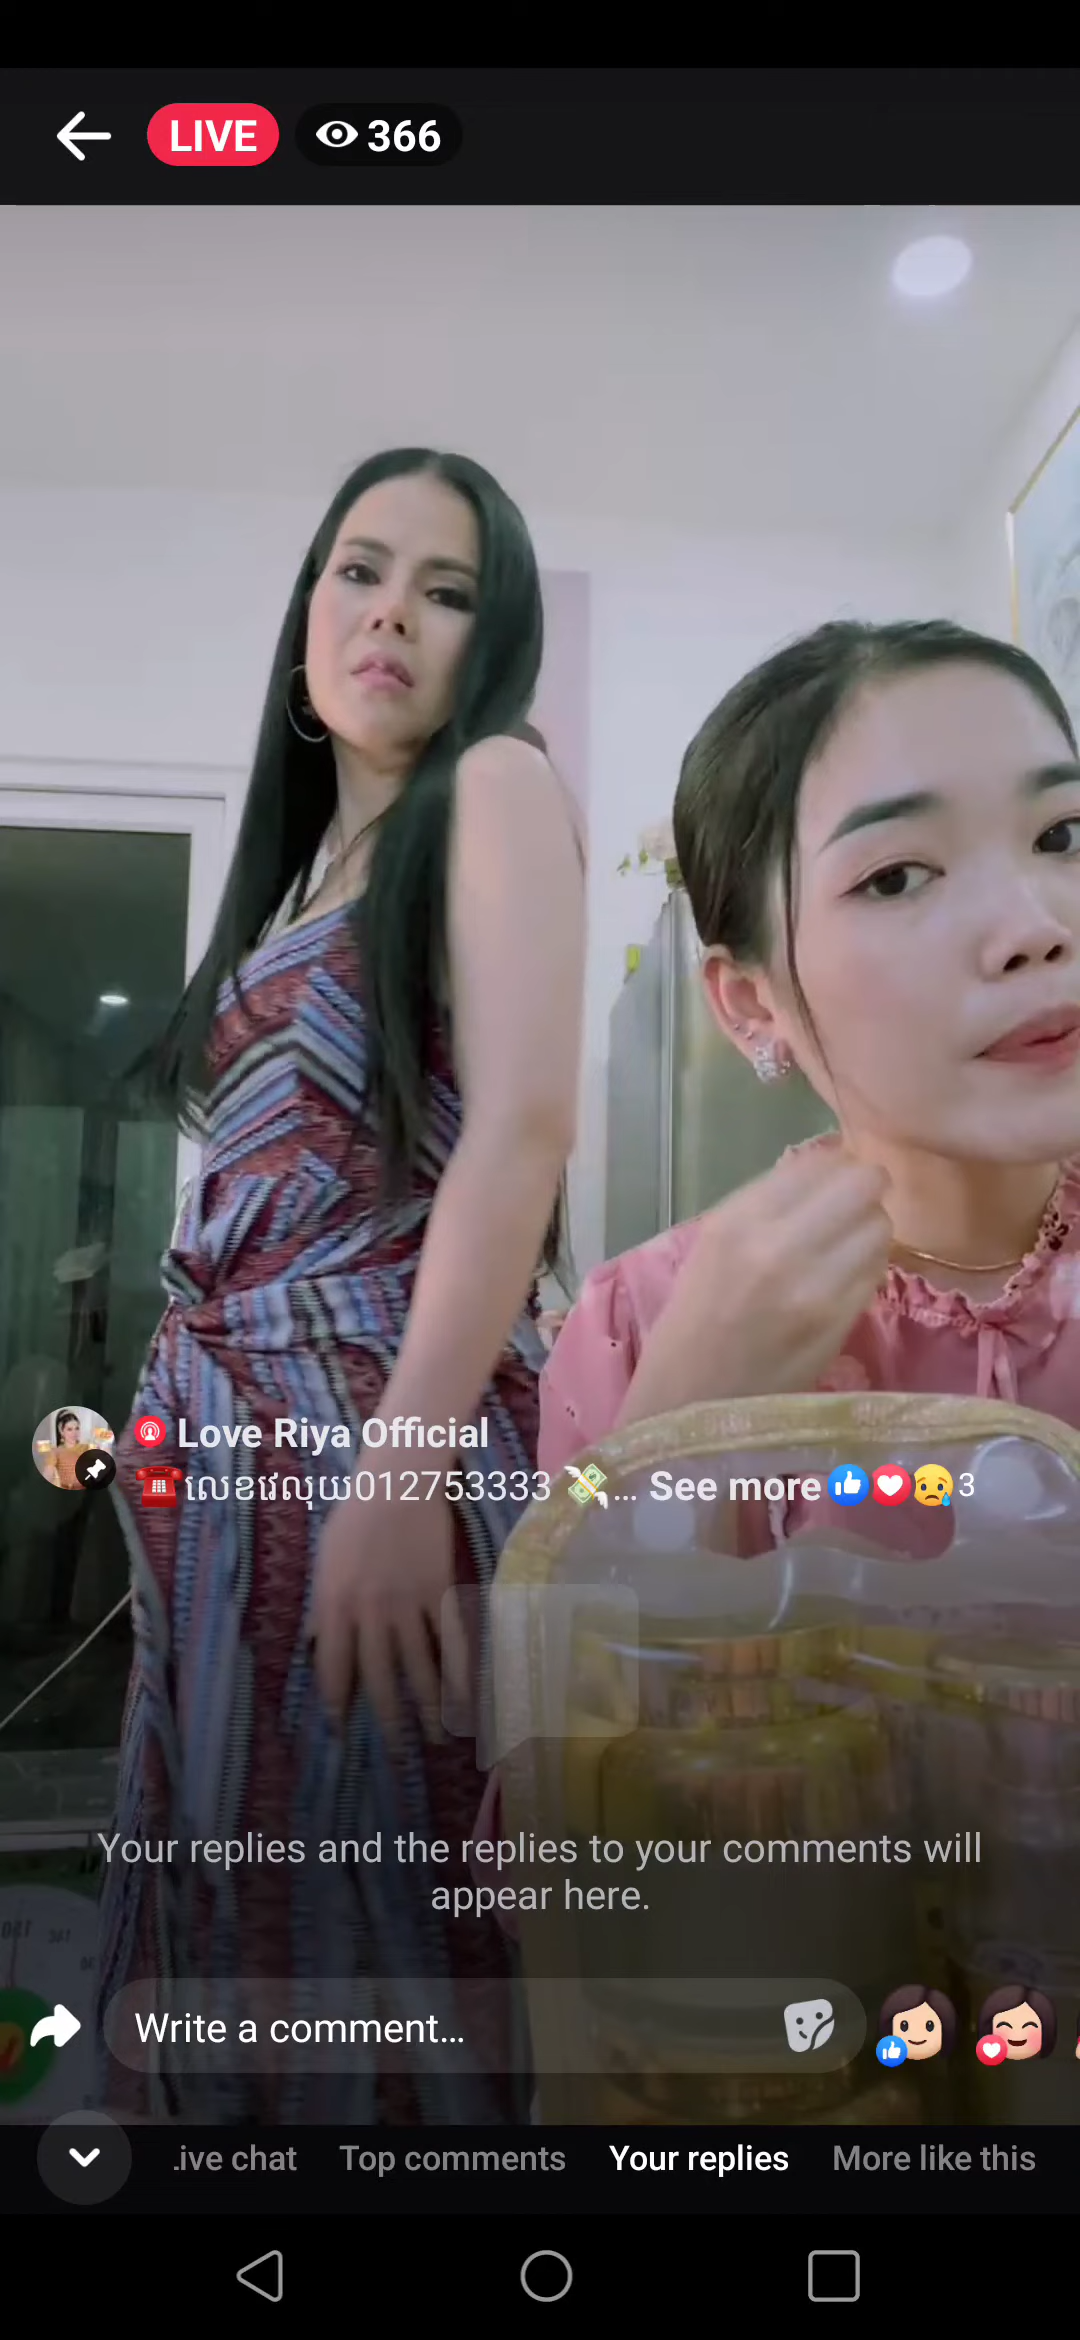 LIVE 366
Love Riya Official
☎️លេខវេលុយ012753333 💸... See more 3
Your replies and the replies to your comments will
appear here.
Write a comment...
.ive chat Top comments Your replies More like this